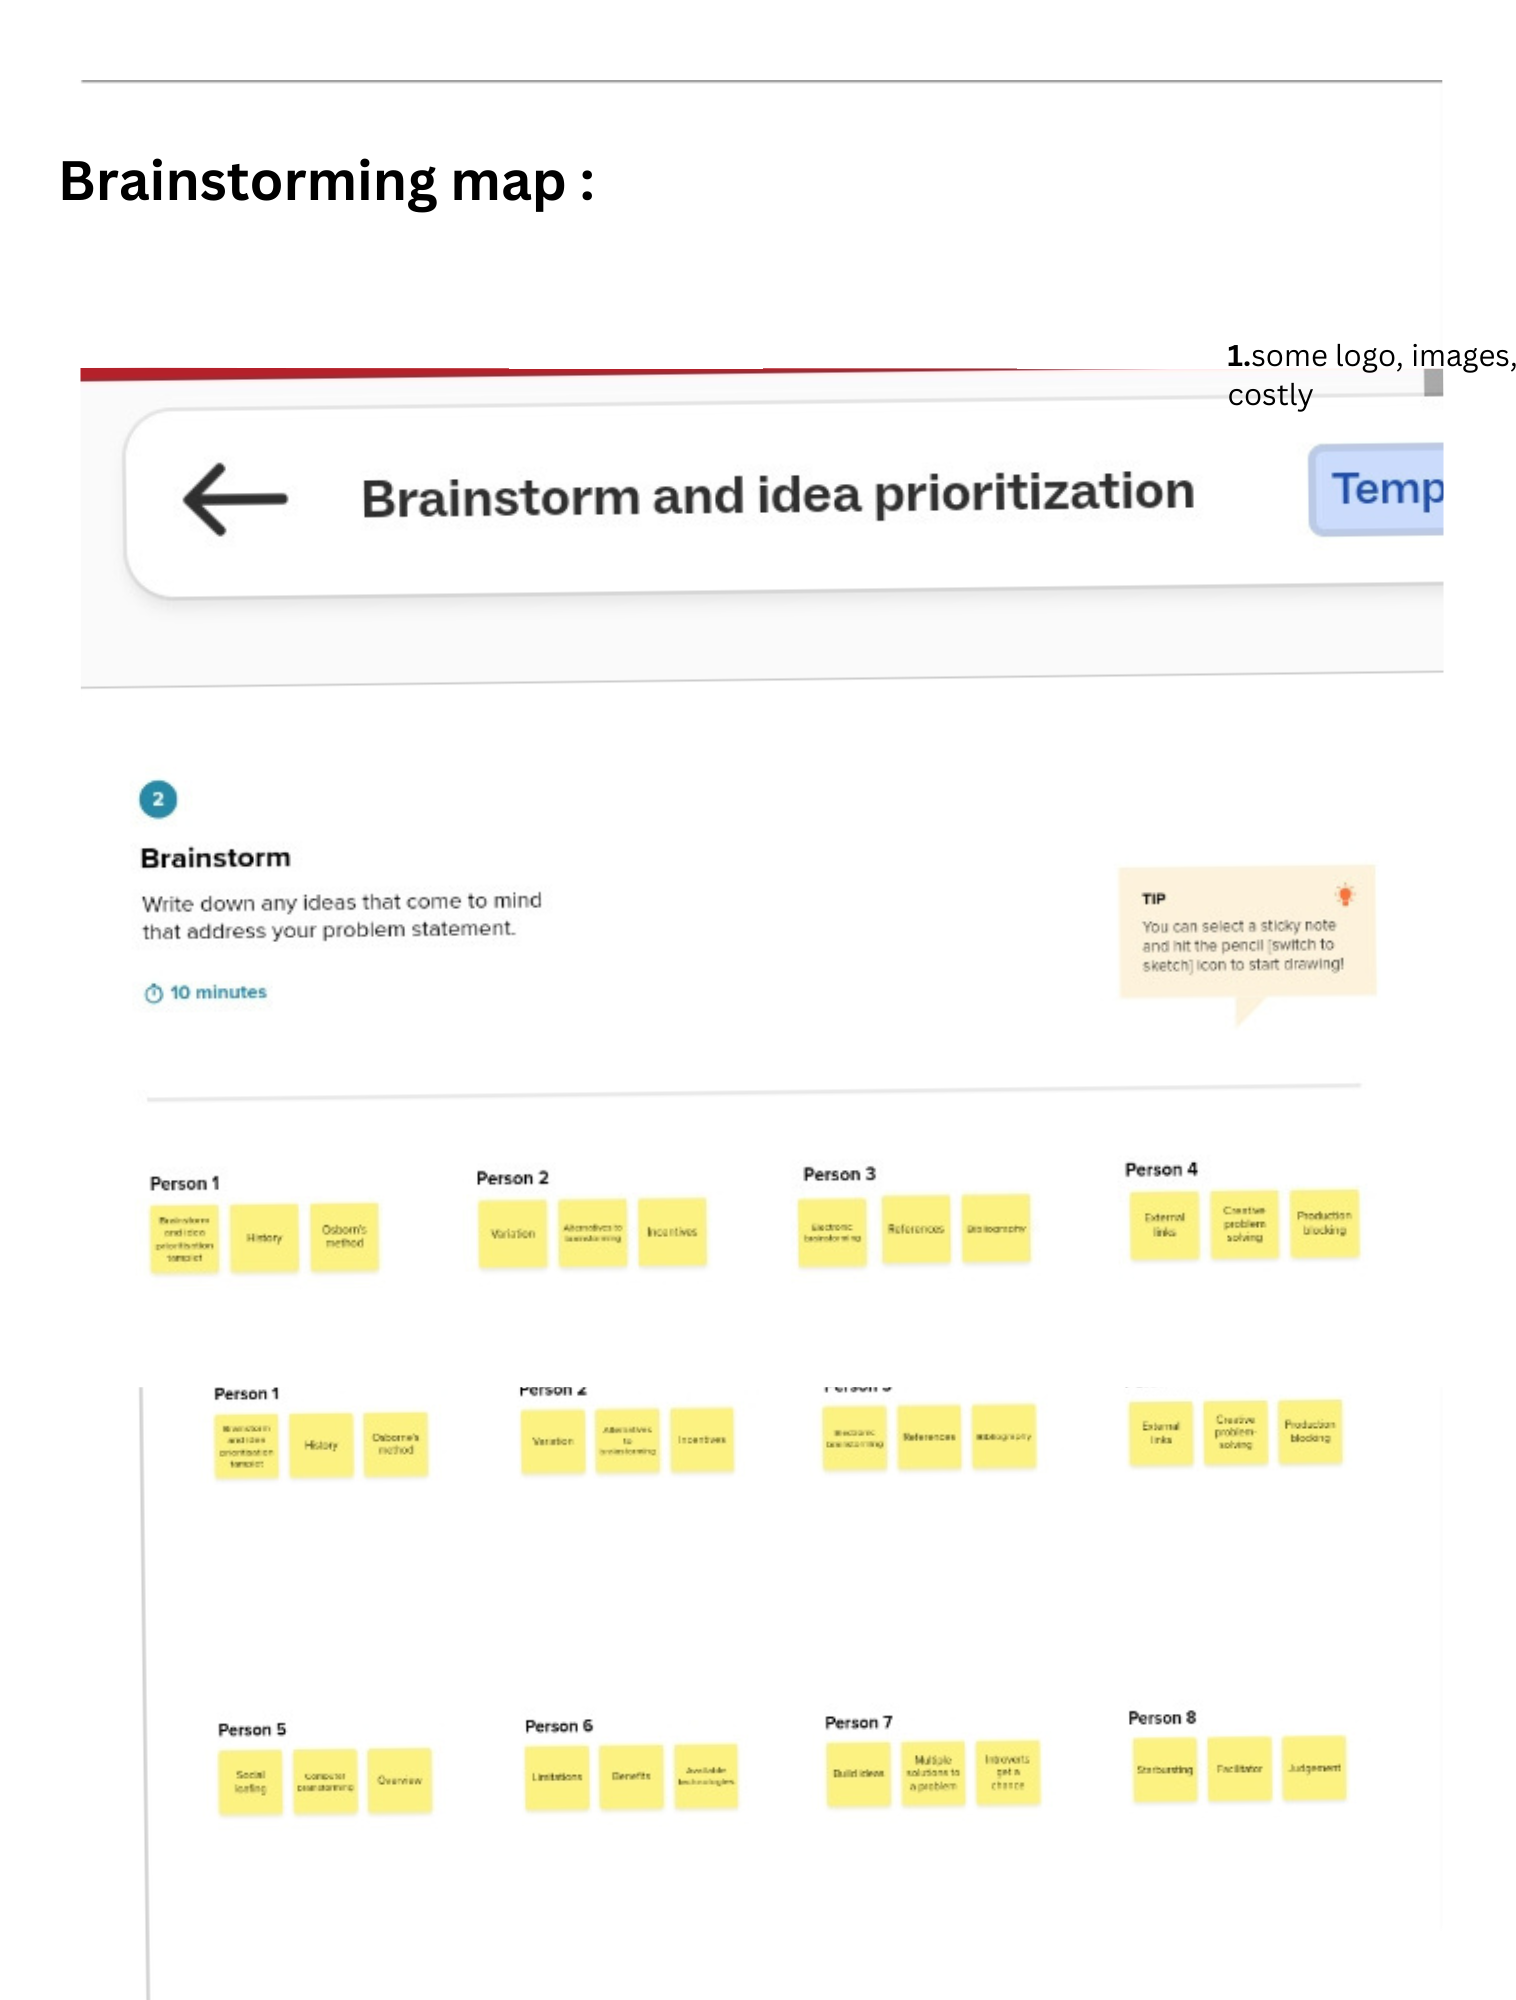 Brainstorming map :
1.some logo, images,
costly
Brainstorm and idea prioritization
Temp
2
Brainstorm
Write down any ideas that come to mind
that address your problem statement.
10 minutes
TIP
You can select a sticky note
and hit the pencil [switch to
sketch] icon to start drawing!
Person 1
Brainstorm
and idea
prioritisation
templet
History
Osborn's
method
Person 2
Variation
Alternatives to
brainstorming
Incentives
Person 3
Electronic
brainstorming
References
Bibliography
Person 4
External
links
Creative
problem
solving
Production
blocking
Person 1
Brainstorm
and idea
prioritisation
templet
History
Osborne's
method
Person 2
Variation
Alternatives
to
brainstorming
Incentives
Person 3
Electronic
brainstorming
References
Bibliography
External
links
Creative
problem-
solving
Production
blocking
Person 5
Social
loafing
Computer
brainstorming
Overview
Person 6
Limitations
Benefits
Available
technologies
Person 7
Build ideas
Multiple
solutions to
a problem
Introverts
get a
chance
Person 8
Starbursting
Facilitator
Judgement